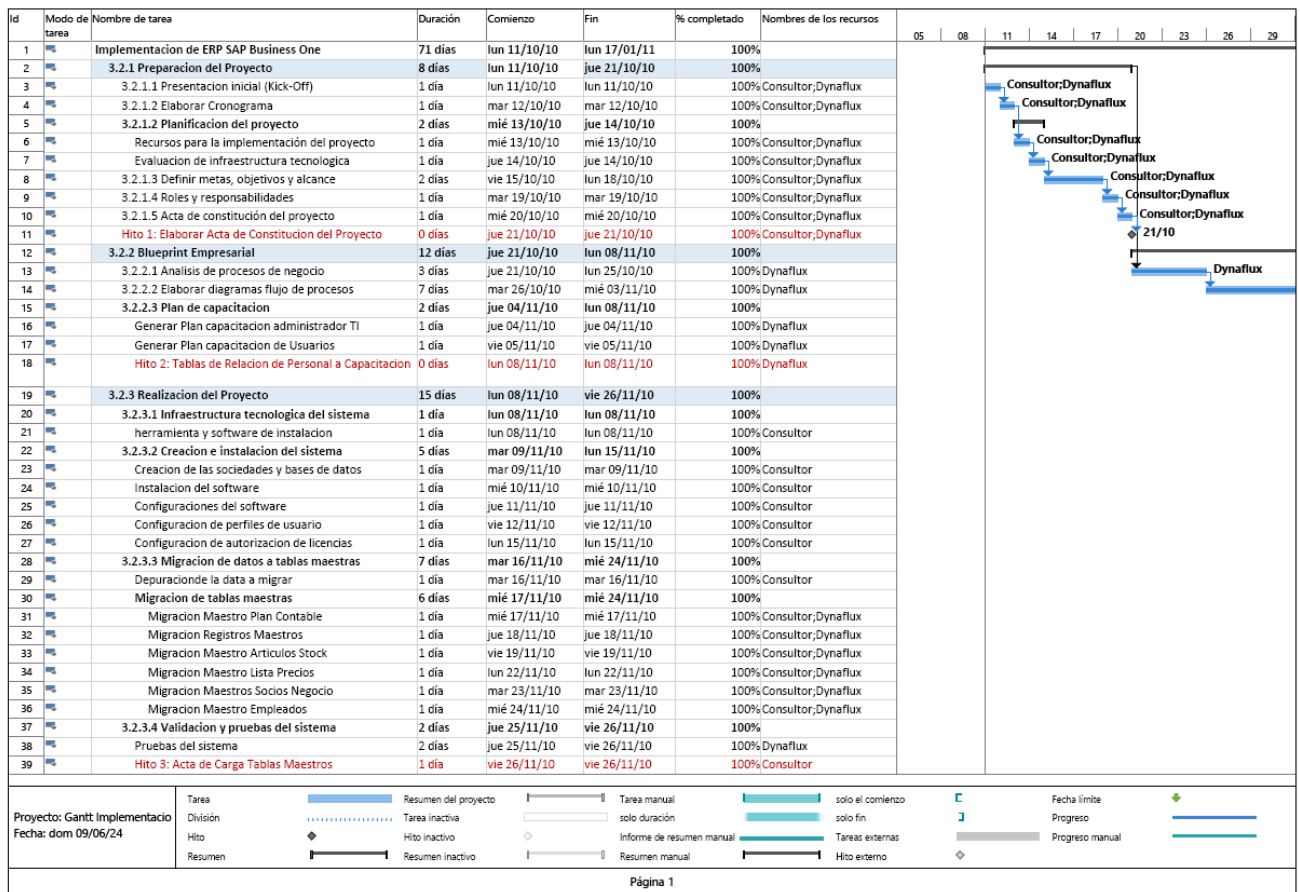 Id Modo de tarea Nombre de tarea Duración Comienzo Fin % completado Nombres de los recursos 05 08 11 14 17 20 23 26 29
1 Implementacion de ERP SAP Business One 71 días lun 11/10/10 lun 17/01/11 100%
2 3.2.1 Preparacion del Proyecto 8 días lun 11/10/10 jue 21/10/10 100%
3 3.2.1.1 Presentacion inicial (Kick-Off) 1 día lun 11/10/10 lun 11/10/10 100% Consultor;Dynaflux Consultor;Dynaflux
4 3.2.1.2 Elaborar Cronograma 1 día mar 12/10/10 mar 12/10/10 100% Consultor;Dynaflux Consultor;Dynaflux
5 3.2.1.2 Planificacion del proyecto 2 días mié 13/10/10 jue 14/10/10 100%
6 Recursos para la implementación del proyecto 1 día mié 13/10/10 mié 13/10/10 100% Consultor;Dynaflux Consultor;Dynaflux
7 Evaluacion de infraestructura tecnologica 1 día jue 14/10/10 jue 14/10/10 100% Consultor;Dynaflux Consultor;Dynaflux
8 3.2.1.3 Definir metas, objetivos y alcance 2 días vie 15/10/10 lun 18/10/10 100% Consultor;Dynaflux Consultor;Dynaflux
9 3.2.1.4 Roles y responsabilidades 1 día mar 19/10/10 mar 19/10/10 100% Consultor;Dynaflux Consultor;Dynaflux
10 3.2.1.5 Acta de constitución del proyecto 1 día mié 20/10/10 mié 20/10/10 100% Consultor;Dynaflux Consultor;Dynaflux
11 Hito 1: Elaborar Acta de Constitucion del Proyecto 0 días jue 21/10/10 jue 21/10/10 100% Consultor;Dynaflux 21/10
12 3.2.2 Blueprint Empresarial 12 días jue 21/10/10 lun 08/11/10 100%
13 3.2.2.1 Analisis de procesos de negocio 3 días jue 21/10/10 lun 25/10/10 100% Dynaflux Dynaflux
14 3.2.2.2 Elaborar diagramas flujo de procesos 7 días mar 26/10/10 mié 03/11/10 100% Dynaflux
15 3.2.2.3 Plan de capacitacion 2 días jue 04/11/10 lun 08/11/10 100%
16 Generar Plan capacitacion administrador TI 1 día jue 04/11/10 jue 04/11/10 100% Dynaflux
17 Generar Plan capacitacion de Usuarios 1 día vie 05/11/10 vie 05/11/10 100% Dynaflux
18 Hito 2: Tablas de Relacion de Personal a Capacitacion 0 días lun 08/11/10 lun 08/11/10 100% Dynaflux
19 3.2.3 Realizacion del Proyecto 15 días lun 08/11/10 vie 26/11/10 100%
20 3.2.3.1 Infraestructura tecnologica del sistema 1 día lun 08/11/10 lun 08/11/10 100%
21 herramienta y software de instalacion 1 día lun 08/11/10 lun 08/11/10 100% Consultor
22 3.2.3.2 Creacion e instalacion del sistema 5 días mar 09/11/10 lun 15/11/10 100%
23 Creacion de las sociedades y bases de datos 1 día mar 09/11/10 mar 09/11/10 100% Consultor
24 Instalacion del software 1 día mié 10/11/10 mié 10/11/10 100% Consultor
25 Configuraciones del software 1 día jue 11/11/10 jue 11/11/10 100% Consultor
26 Configuracion de perfiles de usuario 1 día vie 12/11/10 vie 12/11/10 100% Consultor
27 Configuracion de autorizacion de licencias 1 día lun 15/11/10 lun 15/11/10 100% Consultor
28 3.2.3.3 Migracion de datos a tablas maestras 7 días mar 16/11/10 mié 24/11/10 100%
29 Depuracionde la data a migrar 1 día mar 16/11/10 mar 16/11/10 100% Consultor
30 Migracion de tablas maestras 6 días mié 17/11/10 mié 24/11/10 100%
31 Migracion Maestro Plan Contable 1 día mié 17/11/10 mié 17/11/10 100% Consultor;Dynaflux
32 Migracion Registros Maestros 1 día jue 18/11/10 jue 18/11/10 100% Consultor;Dynaflux
33 Migracion Maestro Articulos Stock 1 día vie 19/11/10 vie 19/11/10 100% Consultor;Dynaflux
34 Migracion Maestro Lista Precios 1 día lun 22/11/10 lun 22/11/10 100% Consultor;Dynaflux
35 Migracion Maestros Socios Negocio 1 día mar 23/11/10 mar 23/11/10 100% Consultor;Dynaflux
36 Migracion Maestro Empleados 1 día mié 24/11/10 mié 24/11/10 100% Consultor;Dynaflux
37 3.2.3.4 Validacion y pruebas del sistema 2 días jue 25/11/10 vie 26/11/10 100%
38 Pruebas del sistema 2 días jue 25/11/10 vie 26/11/10 100% Dynaflux
39 Hito 3: Acta de Carga Tablas Maestros 1 día vie 26/11/10 vie 26/11/10 100% Consultor
Proyecto: Gantt Implementacio
Fecha: dom 09/06/24
Tarea Resumen del proyecto Tarea manual solo el comienzo Fecha límite
División Tarea inactiva solo duración solo fin Progreso
Hito Hito inactivo Informe de resumen manual Tareas externas Progreso manual
Resumen Resumen inactivo Resumen manual Hito externo
Página 1